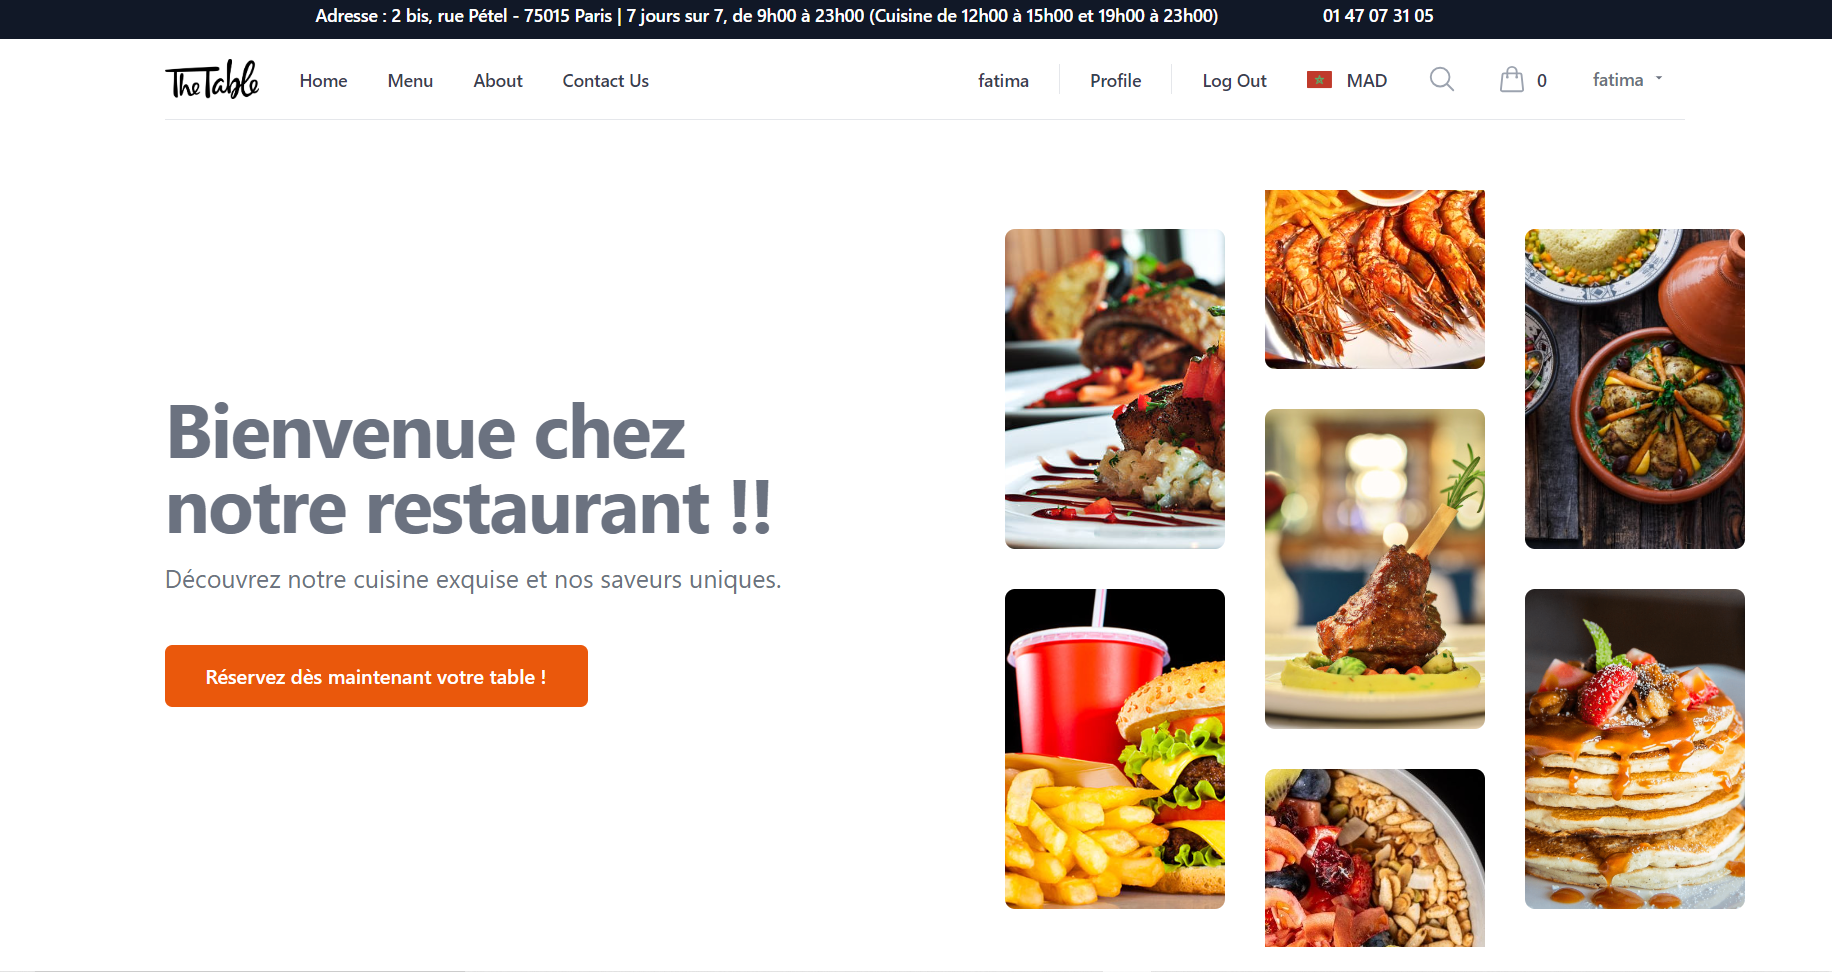 Adresse : 2 bis, rue Pétel - 75015 Paris | 7 jours sur 7, de 9h00 à 23h00 (Cuisine de 12h00 à 15h00 et 19h00 à 23h00) 01 47 07 31 05
The Table Home Menu About Contact Us fatima Profile Log Out MAD 0 fatima
Bienvenue chez
notre restaurant !!
Découvrez notre cuisine exquise et nos saveurs uniques.
Réservez dès maintenant votre table !